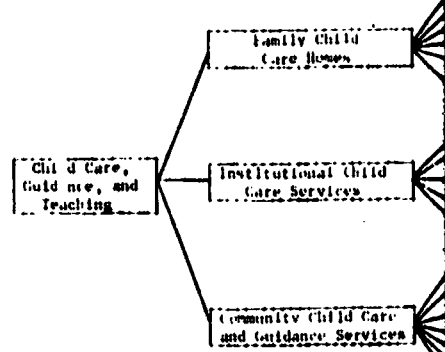 Family Child
Care Homes
Child Care,
Guidance, and
Teaching
Institutional Child
Care Services
Community Child Care
and Guidance Services